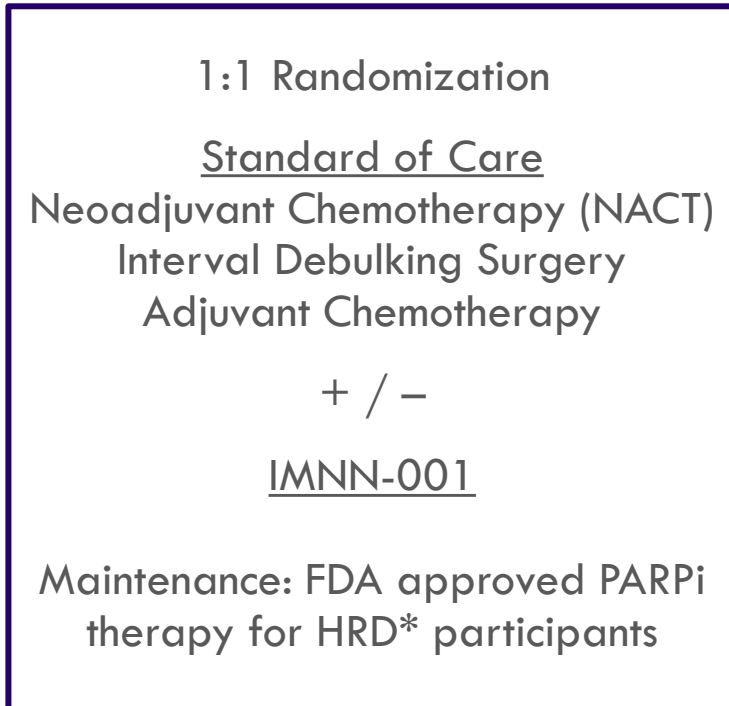 1:1 Randomization
Standard of Care
Neoadjuvant Chemotherapy (NACT)
Interval Debulking Surgery
Adjuvant Chemotherapy
+ / –
IMNN-001
Maintenance: FDA approved PARPi
therapy for HRD* participants